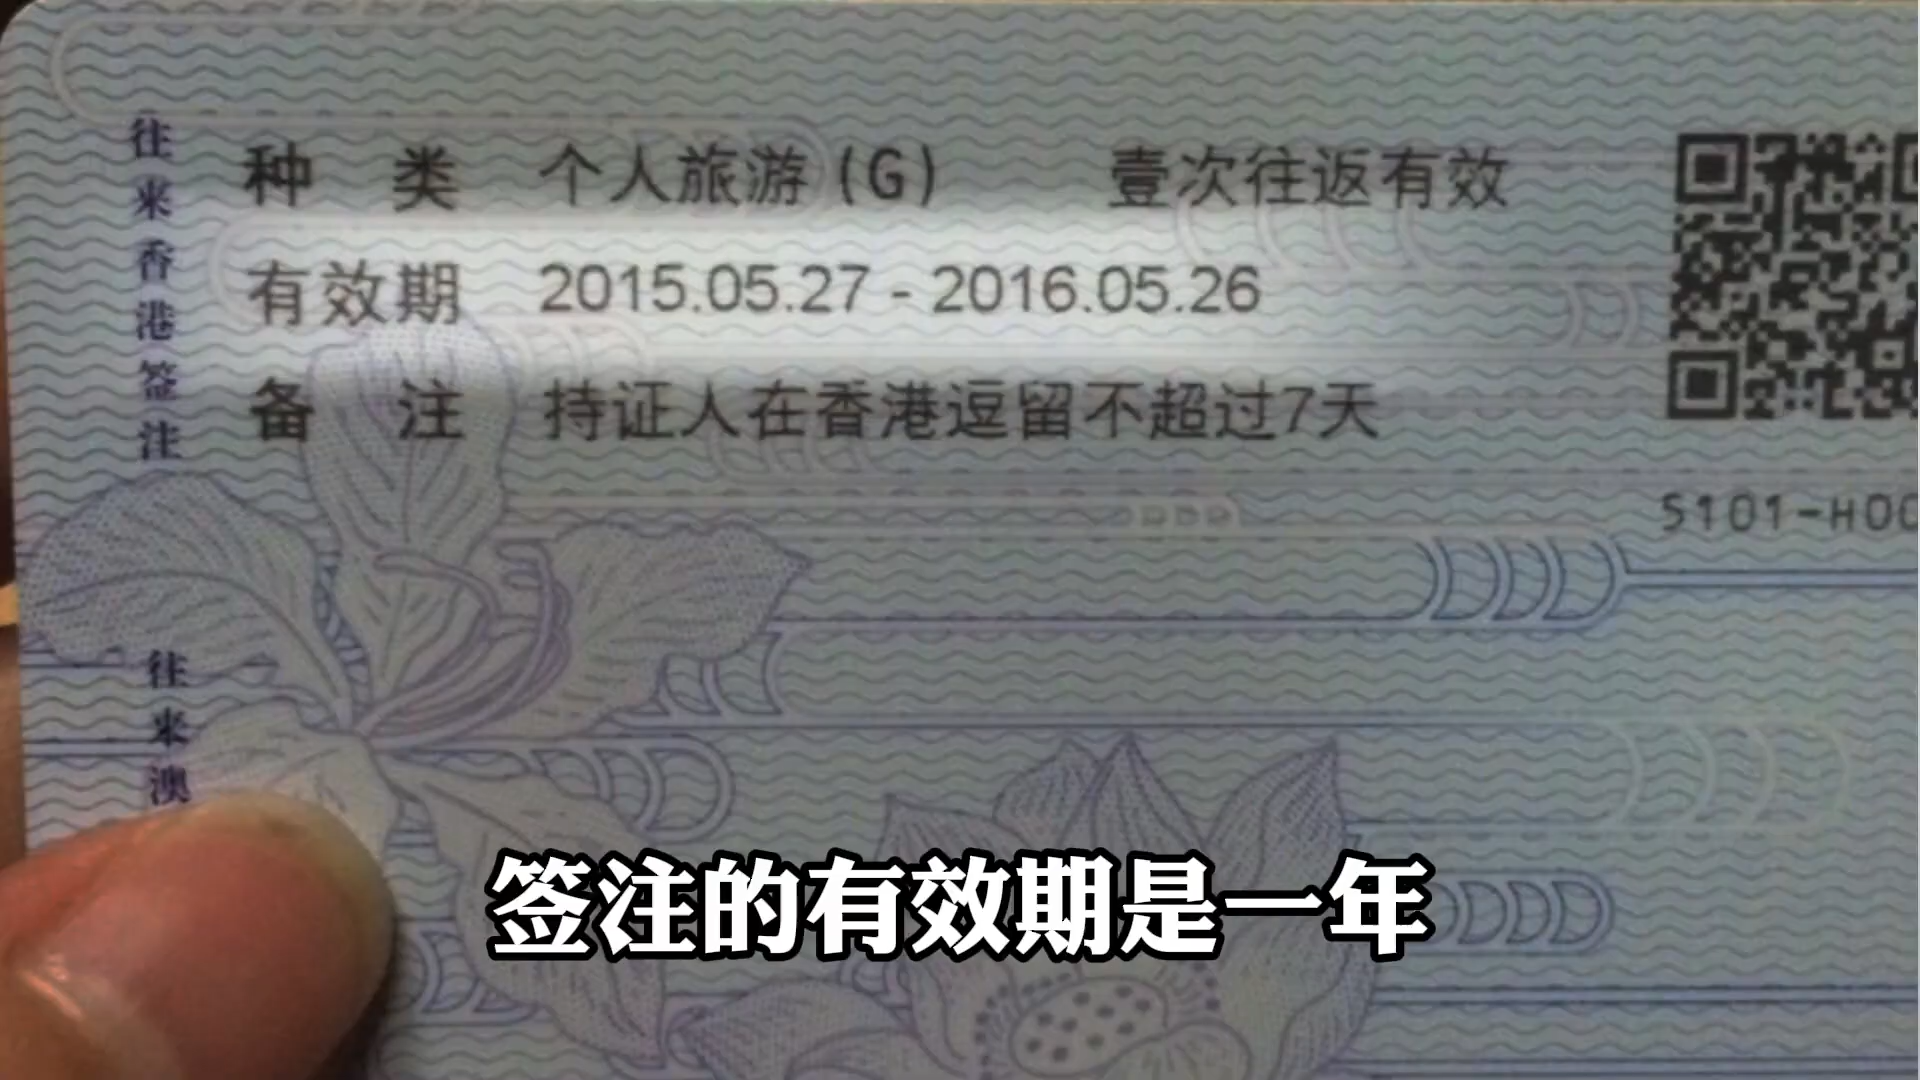 往来香港签注
种 类 个人旅游(G) 壹次往返有效
有效期 2015.05.27 - 2016.05.26
备 注 持证人在香港逗留不超过7天
5101-H00
往来澳
签注的有效期是一年